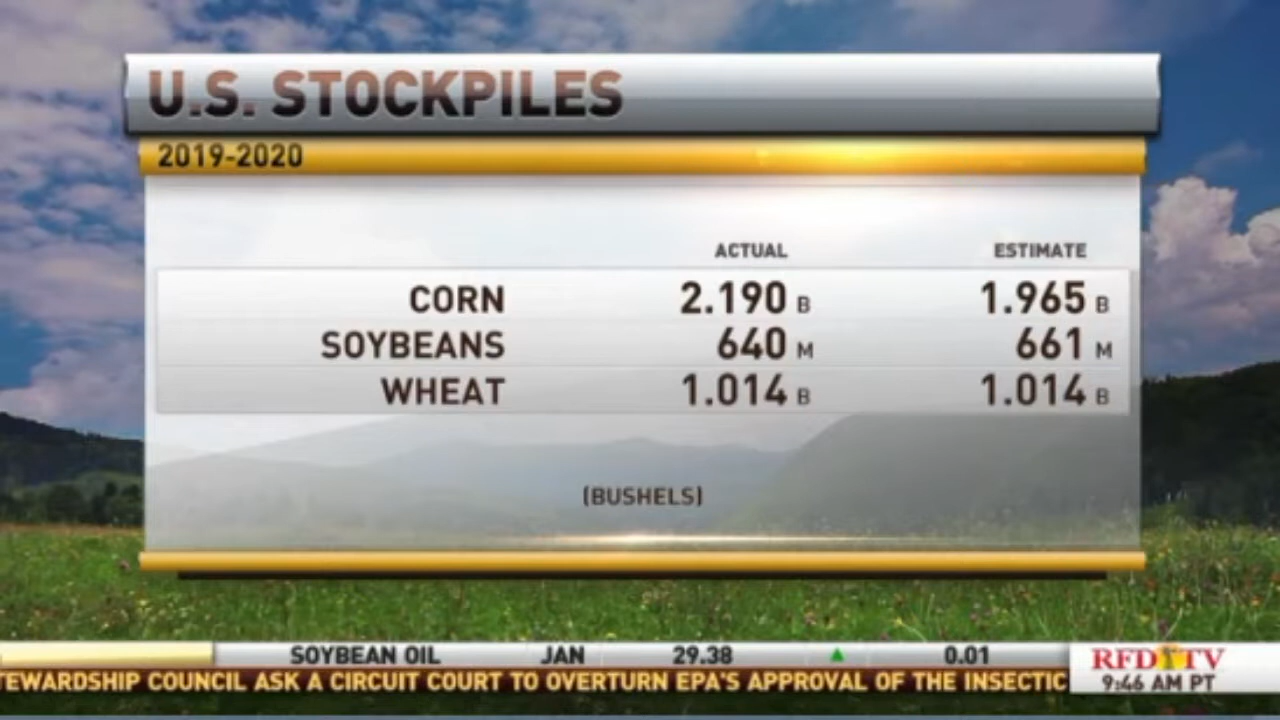 U.S. STOCKPILES
2019-2020
ACTUAL ESTIMATE
CORN 2.190 B 1.965 B
SOYBEANS 640 M 661 M
WHEAT 1.014 B 1.014 B
(BUSHELS)
SOYBEAN OIL JAN 29.38 ▲ 0.01
TEWARDSHIP COUNCIL ASK A CIRCUIT COURT TO OVERTURN EPA'S APPROVAL OF THE INSECTIC
RFD TV
9:46 AM PT